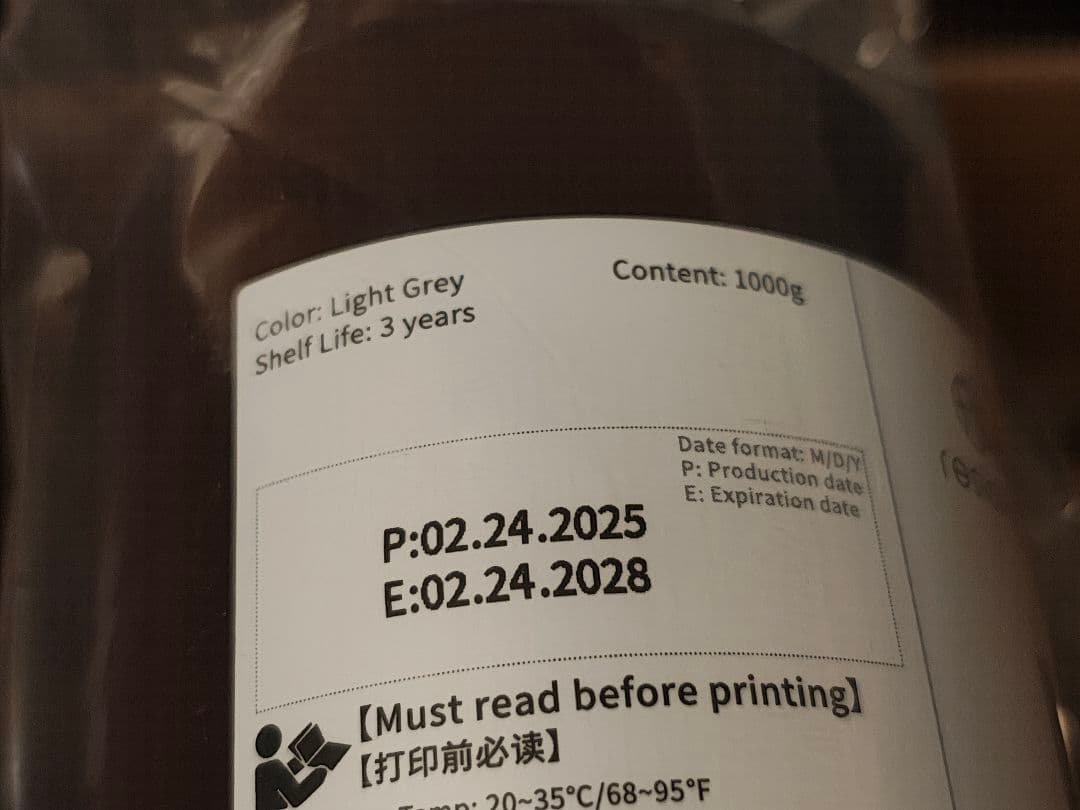 Color: Light Grey
Shelf Life: 3 years
Content: 1000g
Date format: M/D/Y
P: Production date
E: Expiration date
P:02.24.2025
E:02.24.2028
【Must read before printing】
【打印前必读】
20~35°C/68~95°F